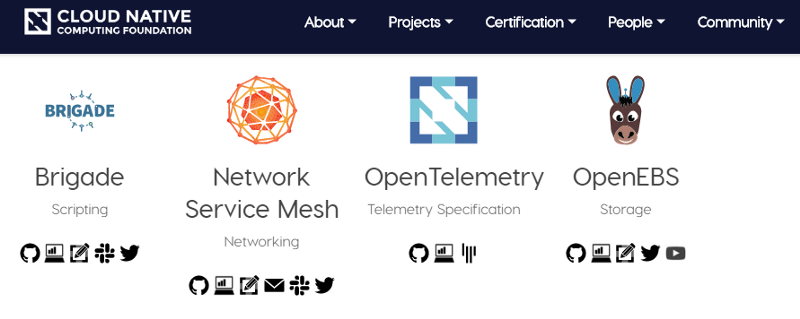 CLOUD NATIVE
COMPUTING FOUNDATION
About Projects Certification People Community
BRIGADE
Brigade
Scripting
Network
Service Mesh
Networking
OpenTelemetry
Telemetry Specification
OpenEBS
Storage